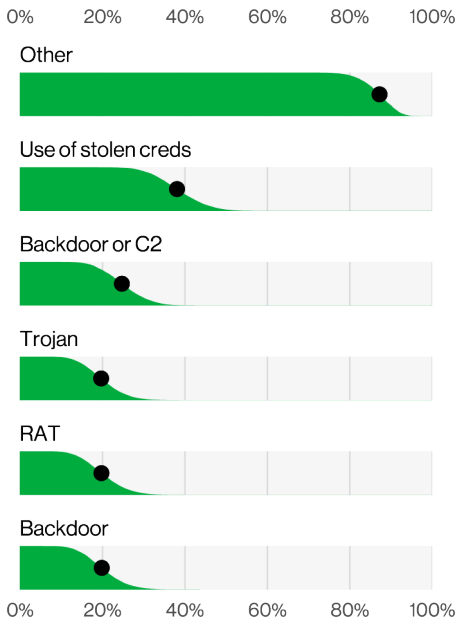 0% 20% 40% 60% 80% 100%
Other
Use of stolen creds
Backdoor or C2
Trojan
RAT
Backdoor
0% 20% 40% 60% 80% 100%